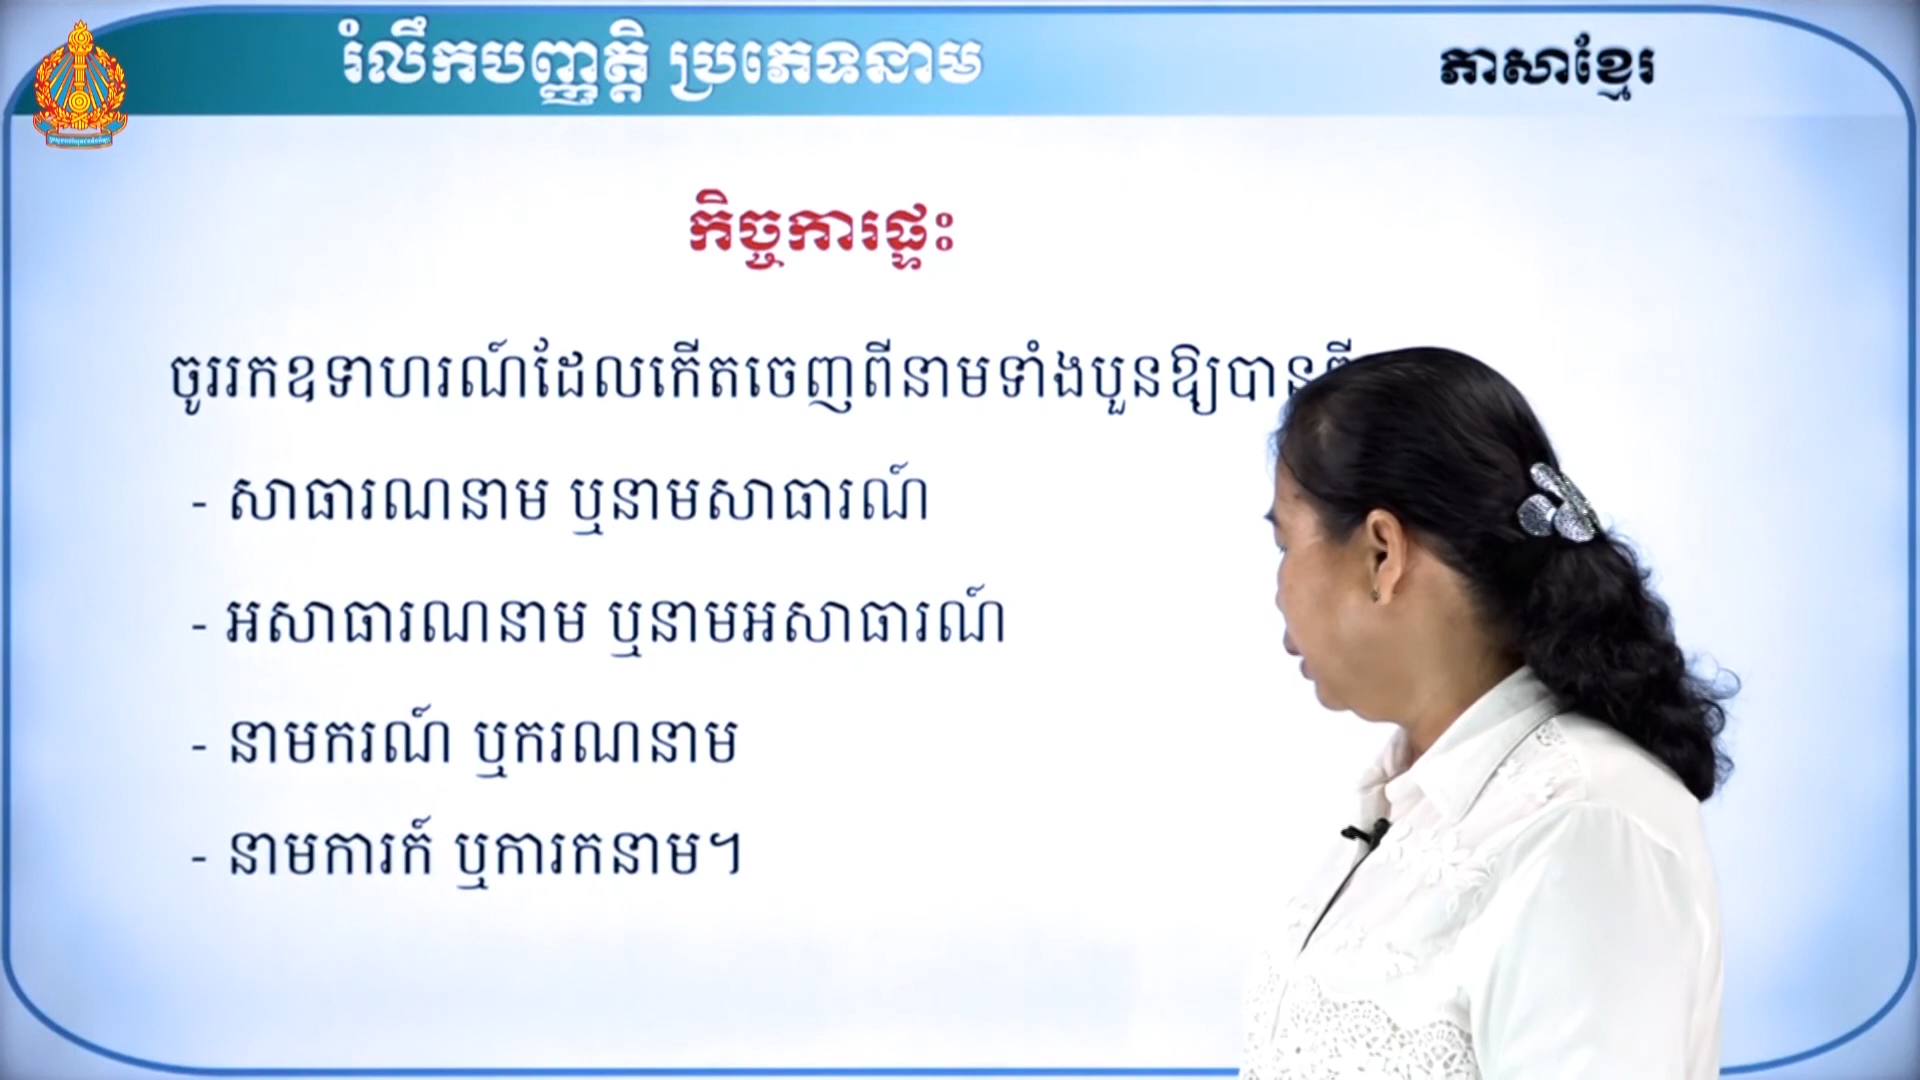 រំលឹកបញ្ញត្តិ ប្រភេទនាម
ភាសាខ្មែរ
កិច្ចការផ្ទះ
ចូររកឧទាហរណ៍ដែលកើតចេញពីនាមទាំងបួនឱ្យបាន
- សាធារណនាម ឬនាមសាធារណ៍
- អសាធារណនាម ឬនាមអសាធារណ៍
- នាមករណ៍ ឬករណនាម
- នាមការក៍ ឬការកនាម។